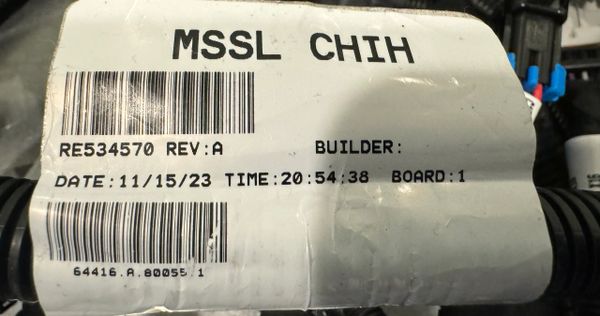 MSSL CHIH
RE534570 REV:A BUILDER:
DATE:11/15/23 TIME:20:54:38 BOARD:1
64416.A.80055.1